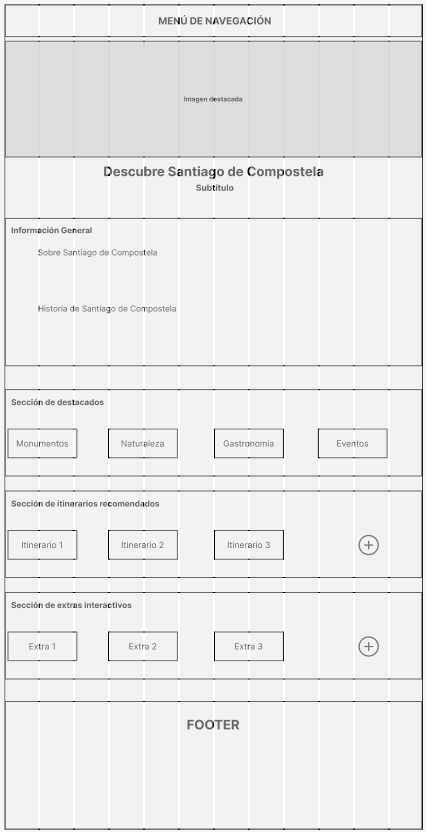 MENÚ DE NAVEGACIÓN
Imagen destacada
Descubre Santiago de Compostela
Subtítulo
Información General
Sobre Santiago de Compostela
Historia de Santiago de Compostela
Sección de destacados
Monumentos Naturaleza Gastronomía Eventos
Sección de itinerarios recomendados
Itinerario 1 Itinerario 2 Itinerario 3
Sección de extras interactivos
Extra 1 Extra 2 Extra 3
FOOTER